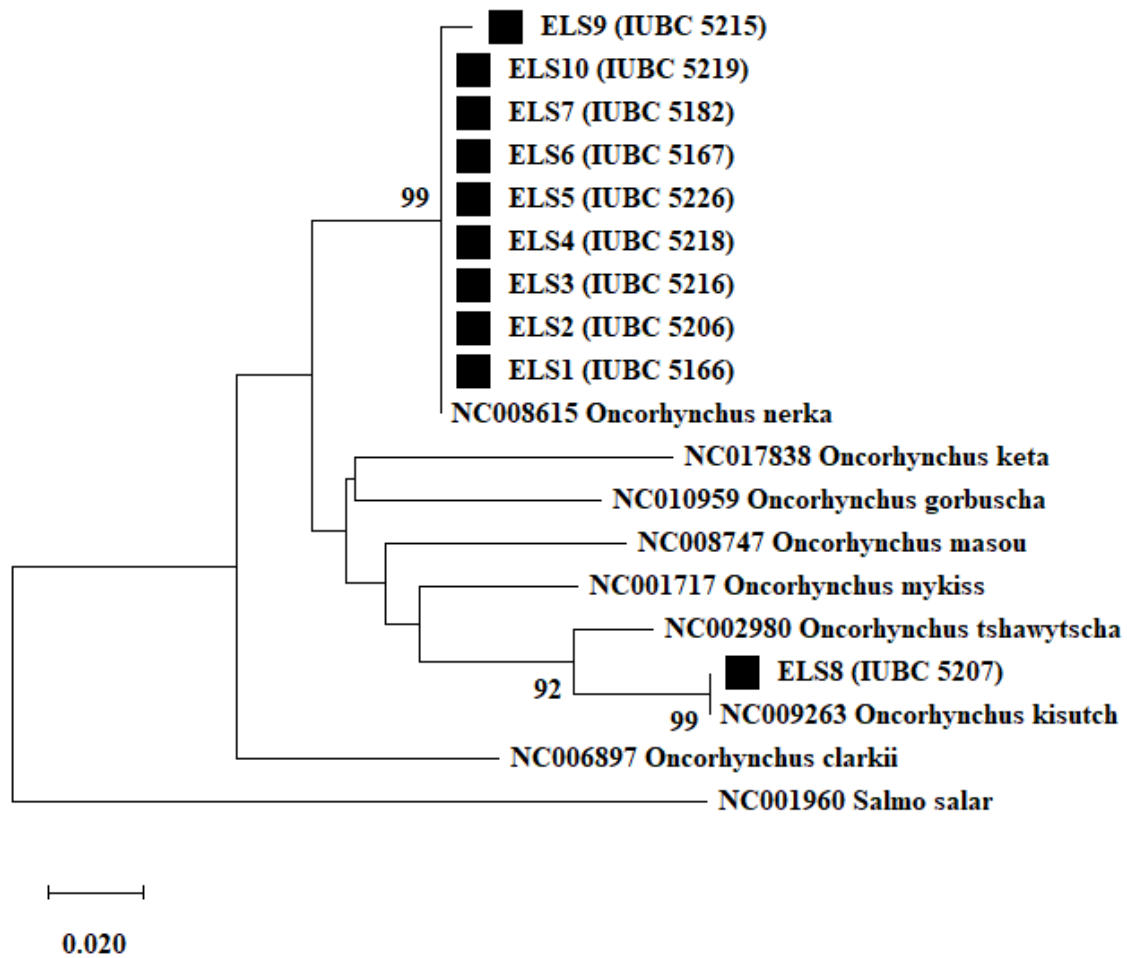 ELS9 (IUBC 5215)
ELS10 (IUBC 5219)
ELS7 (IUBC 5182)
ELS6 (IUBC 5167)
99
ELS5 (IUBC 5226)
ELS4 (IUBC 5218)
ELS3 (IUBC 5216)
ELS2 (IUBC 5206)
ELS1 (IUBC 5166)
NC008615 Oncorhynchus nerka
NC017838 Oncorhynchus keta
NC010959 Oncorhynchus gorbuscha
NC008747 Oncorhynchus masou
NC001717 Oncorhynchus mykiss
NC002980 Oncorhynchus tshawytscha
ELS8 (IUBC 5207)
92
99
NC009263 Oncorhynchus kisutch
NC006897 Oncorhynchus clarkii
NC001960 Salmo salar
0.020